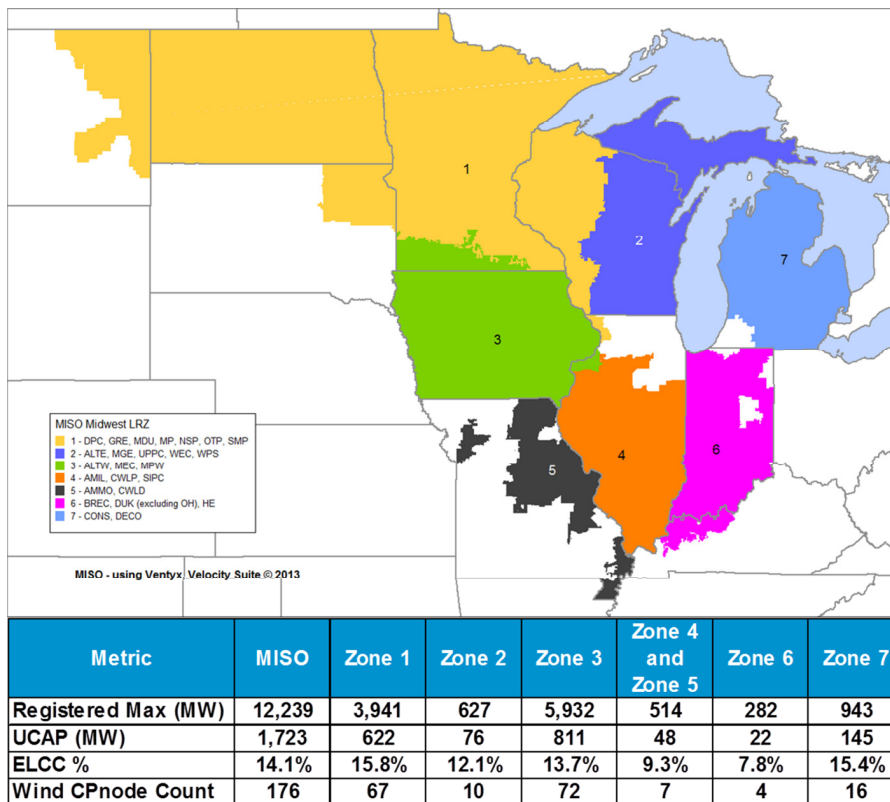 1
2
7
3
MISO Midwest LRZ
1 - DPC, GRE, MDU, MP, NSP, OTP, SMP
2 - ALTE, MGE, UPPC, WEC, WPS
3 - ALTW, MEC, MPW
4 - AMIL, CWLP, SIPC
5 - AMMO, CWLD
6 - BREC, DUK (excluding OH), HE
7 - CONS, DECO
5
4
6
MISO - using Ventyx, Velocity Suite © 2013
Metric MISO Zone 1 Zone 2 Zone 3 Zone 4 and Zone 5 Zone 6 Zone 7
Registered Max (MW) 12,239 3,941 627 5,932 514 282 943
UCAP (MW) 1,723 622 76 811 48 22 145
ELCC % 14.1% 15.8% 12.1% 13.7% 9.3% 7.8% 15.4%
Wind CPnode Count 176 67 10 72 7 4 16